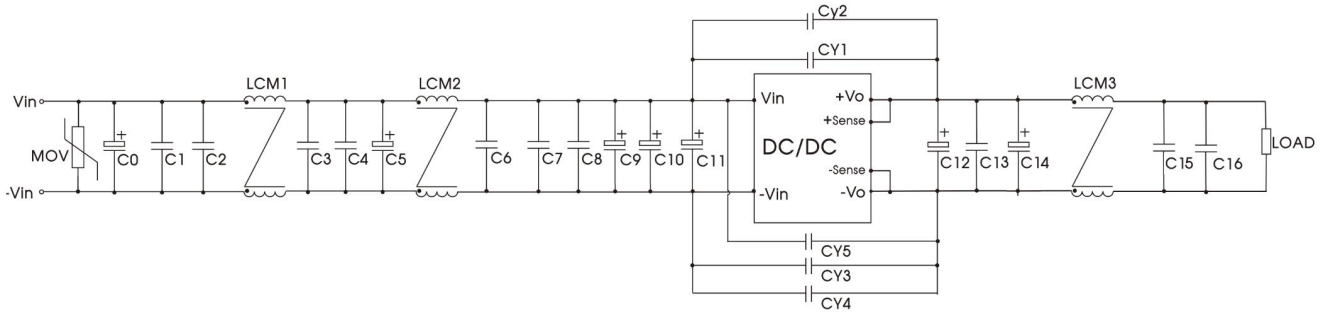 Cy2
CY1
LCM1
LCM2
LCM3
Vin
Vin
+Vo
+Sense
MOV
+
C0
C1
C2
C3
C4
+
C5
C6
C7
C8
+
C9
+
C10
+
C11
DC/DC
+
C12
C13
+
C14
C15
C16
LOAD
-Sense
-Vin
-Vin
-Vo
CY5
CY3
CY4